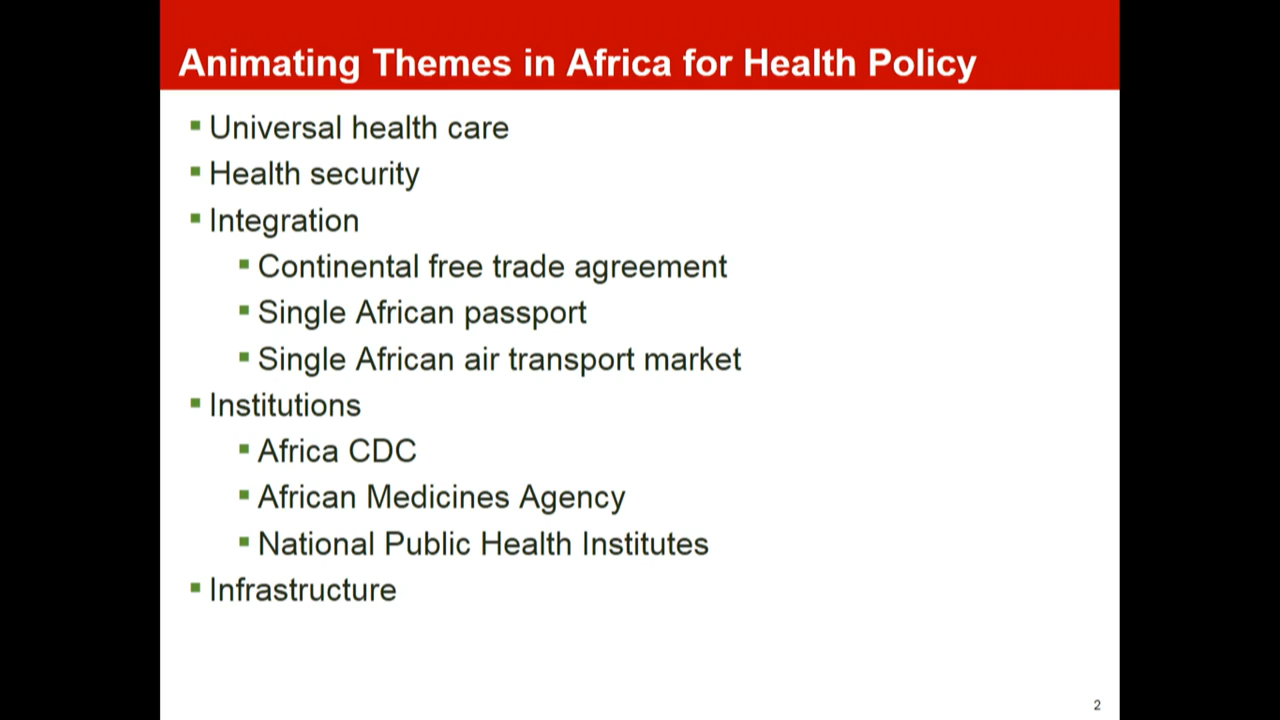 Animating Themes in Africa for Health Policy
Universal health care
Health security
Integration
Continental free trade agreement
Single African passport
Single African air transport market
Institutions
Africa CDC
African Medicines Agency
National Public Health Institutes
Infrastructure
2